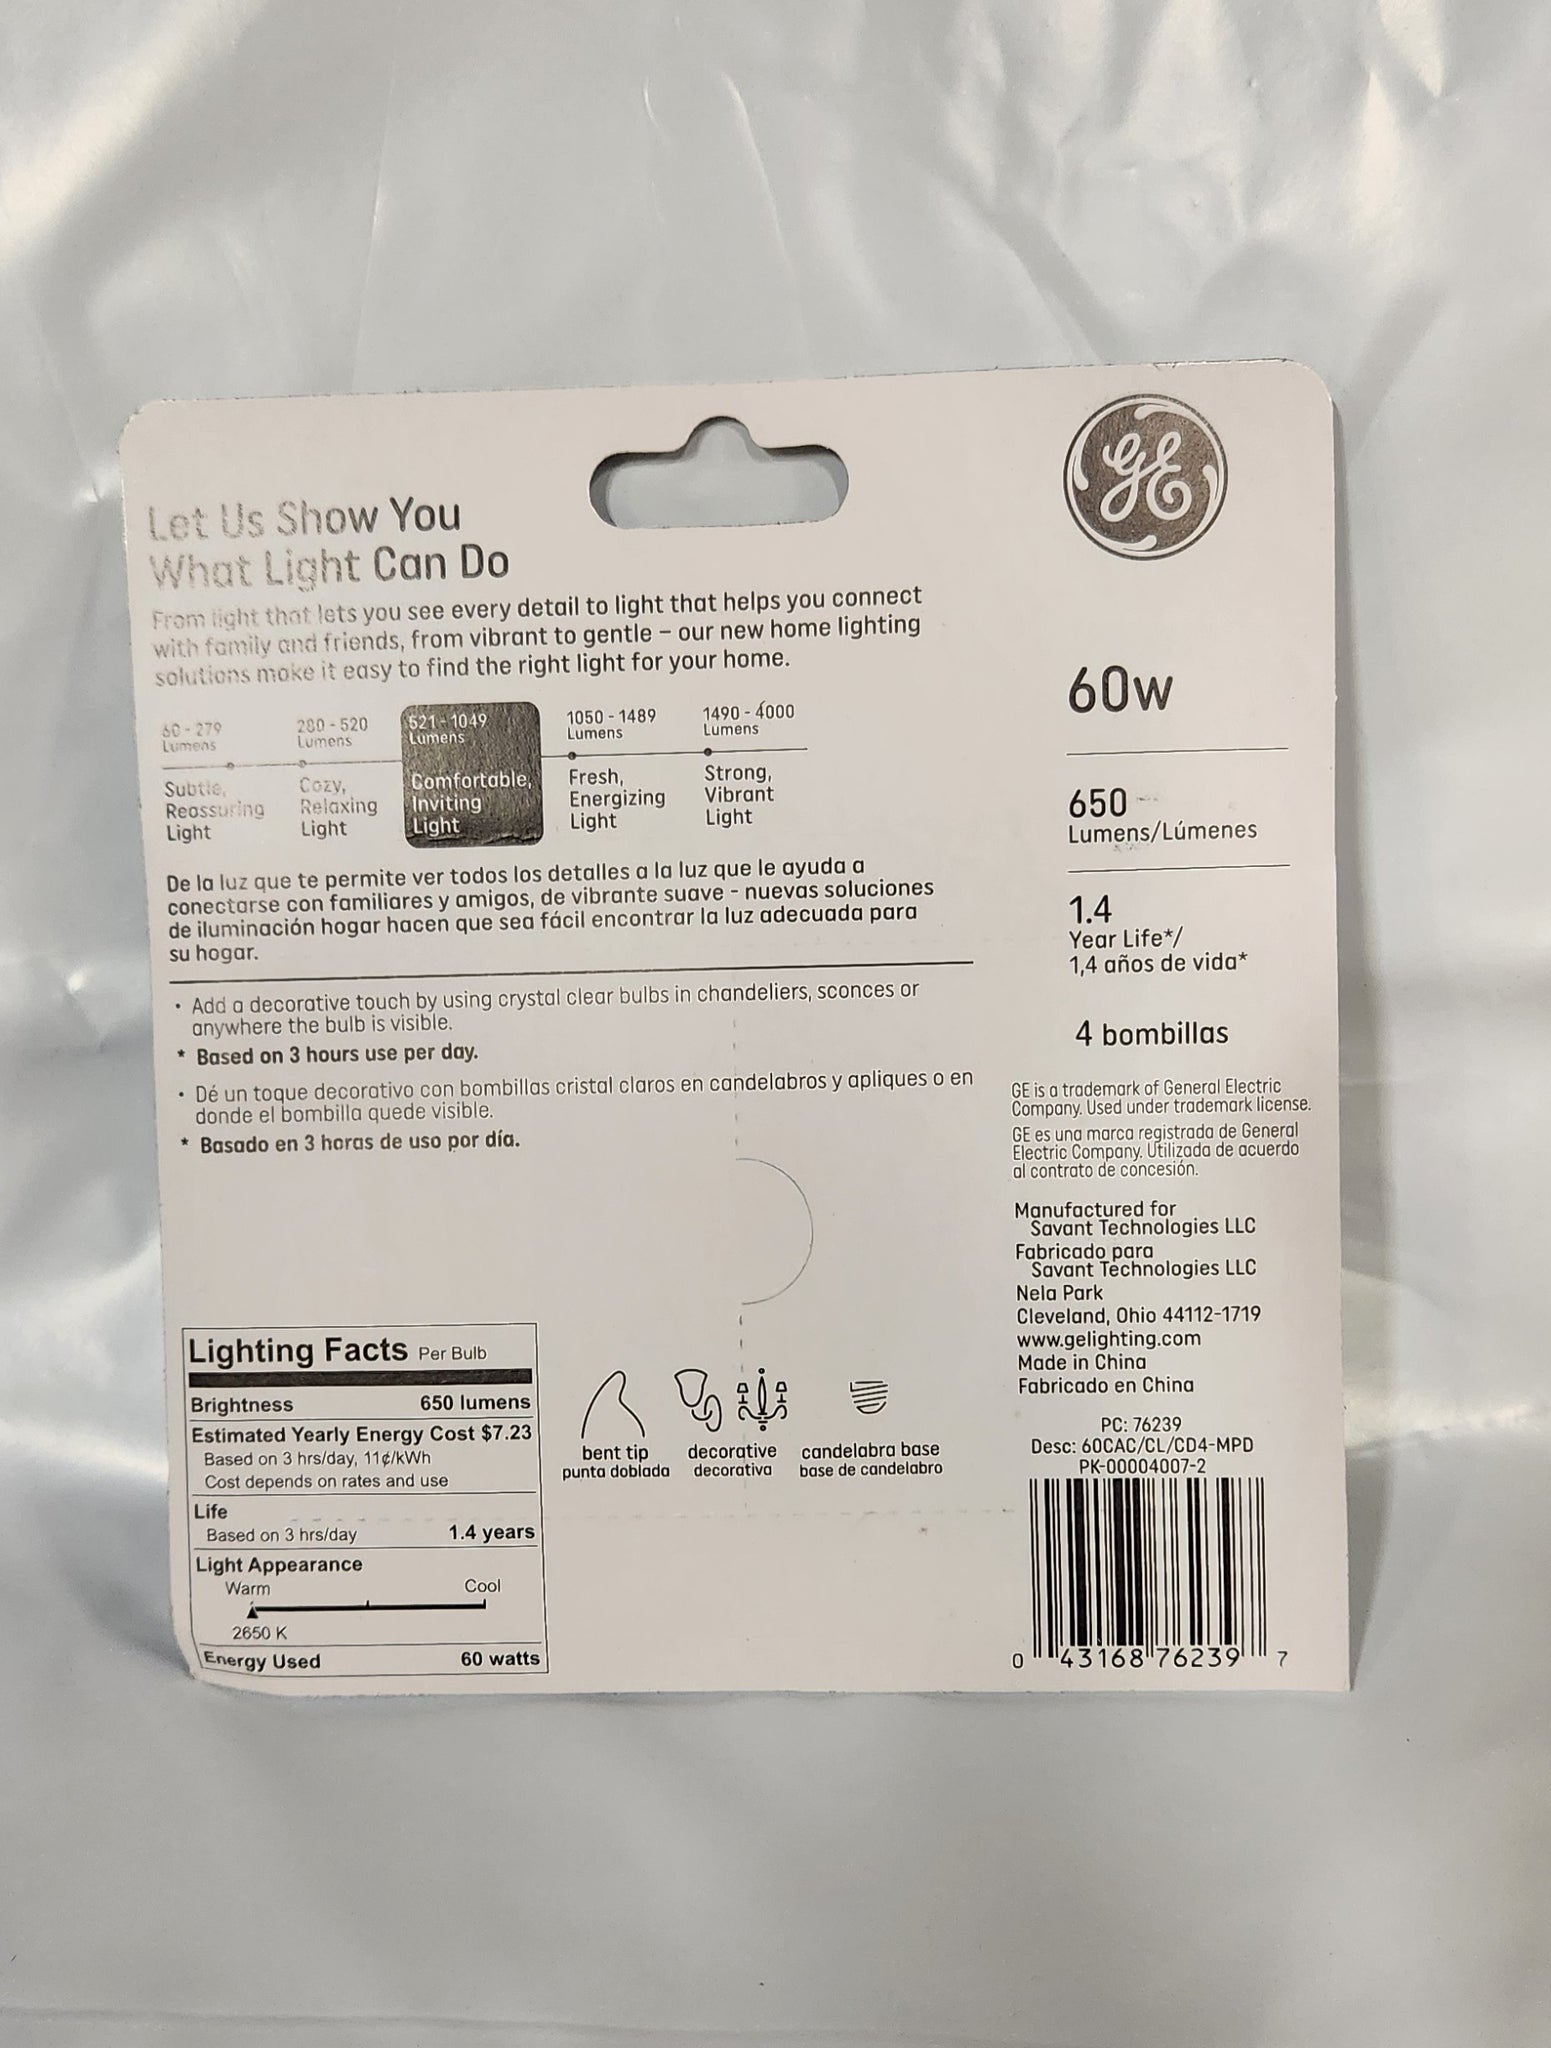 GE
Let Us Show You
What Light Can Do
From light that lets you see every detail to light that helps you connect
with family and friends, from vibrant to gentle – our new home lighting
solutions make it easy to find the right light for your home.
60 - 279
Lumens
Subtle,
Reassuring
Light
280 - 520
Lumens
Cozy,
Relaxing
Light
521 - 1049
Lumens
Comfortable,
Inviting
Light
1050 - 1489
Lumens
Fresh,
Energizing
Light
1490 - 4000
Lumens
Strong,
Vibrant
Light
De la luz que te permite ver todos los detalles a la luz que le ayuda a
conectarse con familiares y amigos, de vibrante suave - nuevas soluciones
de iluminación hogar hacen que sea fácil encontrar la luz adecuada para
su hogar.
• Add a decorative touch by using crystal clear bulbs in chandeliers, sconces or
anywhere the bulb is visible.
* Based on 3 hours use per day.
• Dé un toque decorativo con bombillas cristal claros en candelabros y apliques o en
donde el bombilla quede visible.
* Basado en 3 horas de uso por día.
Lighting Facts Per Bulb
Brightness 650 lumens
Estimated Yearly Energy Cost $7.23
Based on 3 hrs/day, 11¢/kWh
Cost depends on rates and use
Life
Based on 3 hrs/day 1.4 years
Light Appearance
Warm Cool
2650 K
Energy Used 60 watts
bent tip
punta doblada
decorative
decorativa
candelabra base
base de candelabro
60w
650
Lumens/Lúmenes
1.4
Year Life*/
1,4 años de vida*
4 bombillas
GE is a trademark of General Electric
Company. Used under trademark license.
GE es una marca registrada de General
Electric Company. Utilizada de acuerdo
al contrato de concesión.
Manufactured for
Savant Technologies LLC
Fabricado para
Savant Technologies LLC
Nela Park
Cleveland, Ohio 44112-1719
www.gelighting.com
Made in China
Fabricado en China
PC: 76239
Desc: 60CAC/CL/CD4-MPD
PK-00004007-2
0 43168 76239 7